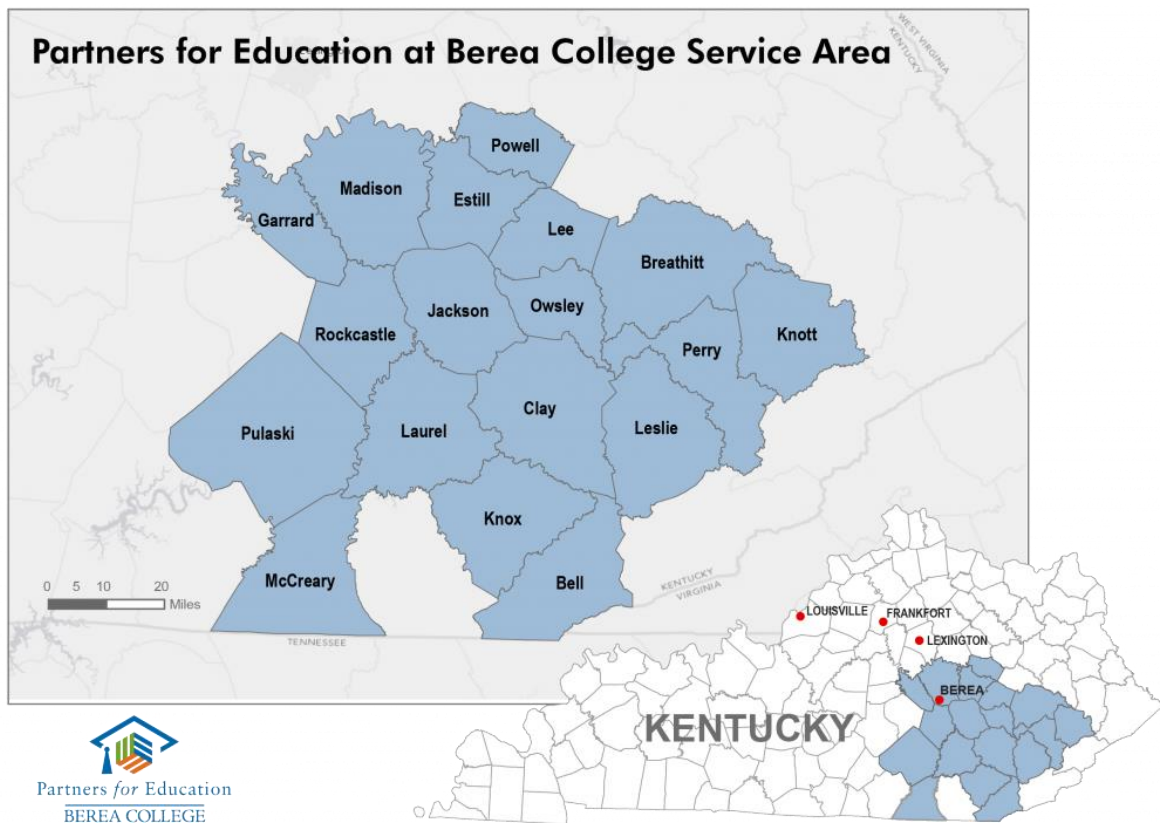 Partners for Education at Berea College Service Area
WEST VIRGINIA
KENTUCKY
Powell
Madison
Estill
Garrard
Lee
Breathitt
Owsley
Jackson
Rockcastle
Perry
Knott
Clay
Pulaski
Laurel
Leslie
Knox
McCreary
Bell
0 5 10 20
Miles
KENTUCKY
VIRGINIA
TENNESSEE
LOUISVILLE
FRANKFORT
LEXINGTON
BEREA
KENTUCKY
Partners for Education
BEREA COLLEGE